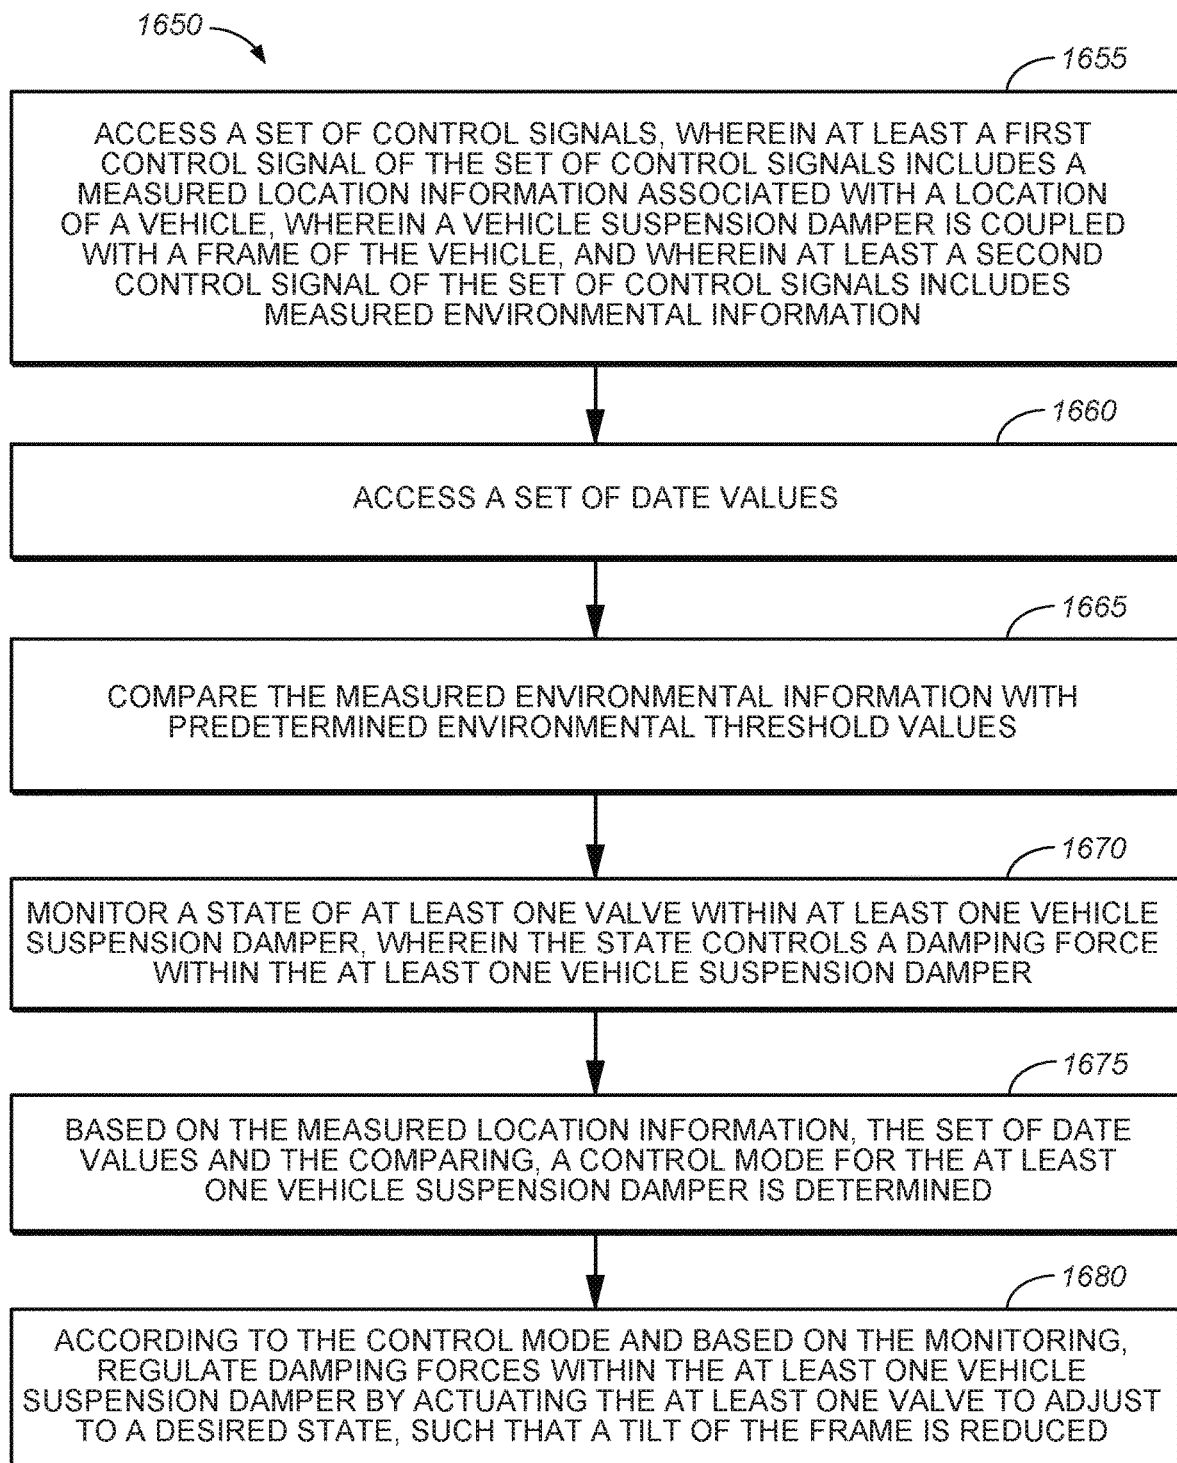 1650
1655
ACCESS A SET OF CONTROL SIGNALS, WHEREIN AT LEAST A FIRST
CONTROL SIGNAL OF THE SET OF CONTROL SIGNALS INCLUDES A
MEASURED LOCATION INFORMATION ASSOCIATED WITH A LOCATION
OF A VEHICLE, WHEREIN A VEHICLE SUSPENSION DAMPER IS COUPLED
WITH A FRAME OF THE VEHICLE, AND WHEREIN AT LEAST A SECOND
CONTROL SIGNAL OF THE SET OF CONTROL SIGNALS INCLUDES
MEASURED ENVIRONMENTAL INFORMATION
1660
ACCESS A SET OF DATE VALUES
1665
COMPARE THE MEASURED ENVIRONMENTAL INFORMATION WITH
PREDETERMINED ENVIRONMENTAL THRESHOLD VALUES
1670
MONITOR A STATE OF AT LEAST ONE VALVE WITHIN AT LEAST ONE VEHICLE
SUSPENSION DAMPER, WHEREIN THE STATE CONTROLS A DAMPING FORCE
WITHIN THE AT LEAST ONE VEHICLE SUSPENSION DAMPER
1675
BASED ON THE MEASURED LOCATION INFORMATION, THE SET OF DATE
VALUES AND THE COMPARING, A CONTROL MODE FOR THE AT LEAST
ONE VEHICLE SUSPENSION DAMPER IS DETERMINED
1680
ACCORDING TO THE CONTROL MODE AND BASED ON THE MONITORING,
REGULATE DAMPING FORCES WITHIN THE AT LEAST ONE VEHICLE
SUSPENSION DAMPER BY ACTUATING THE AT LEAST ONE VALVE TO ADJUST
TO A DESIRED STATE, SUCH THAT A TILT OF THE FRAME IS REDUCED